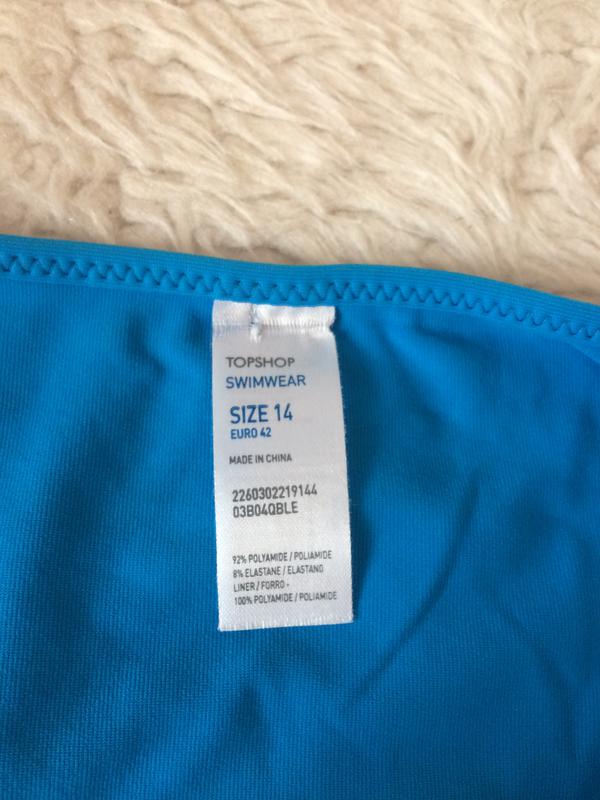 TOPSHOP
SWIMWEAR
SIZE 14
EURO 42
MADE IN CHINA
2260302219144
03B04QBLE
92% POLYAMIDE / POLIAMIDE
8% ELASTANE / ELASTANO
LINER / FORRO -
100% POLYAMIDE / POLIAMIDE